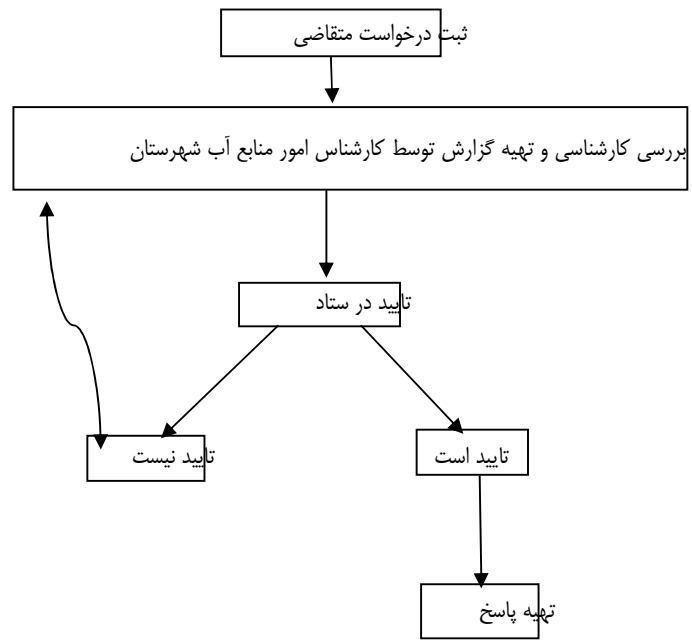 ثبت درخواست متقاضی
بررسی کارشناسی و تهیه گزارش توسط کارشناس امور منابع آب شهرستان
تایید در ستاد
تایید نیست
تایید است
تهیه پاسخ